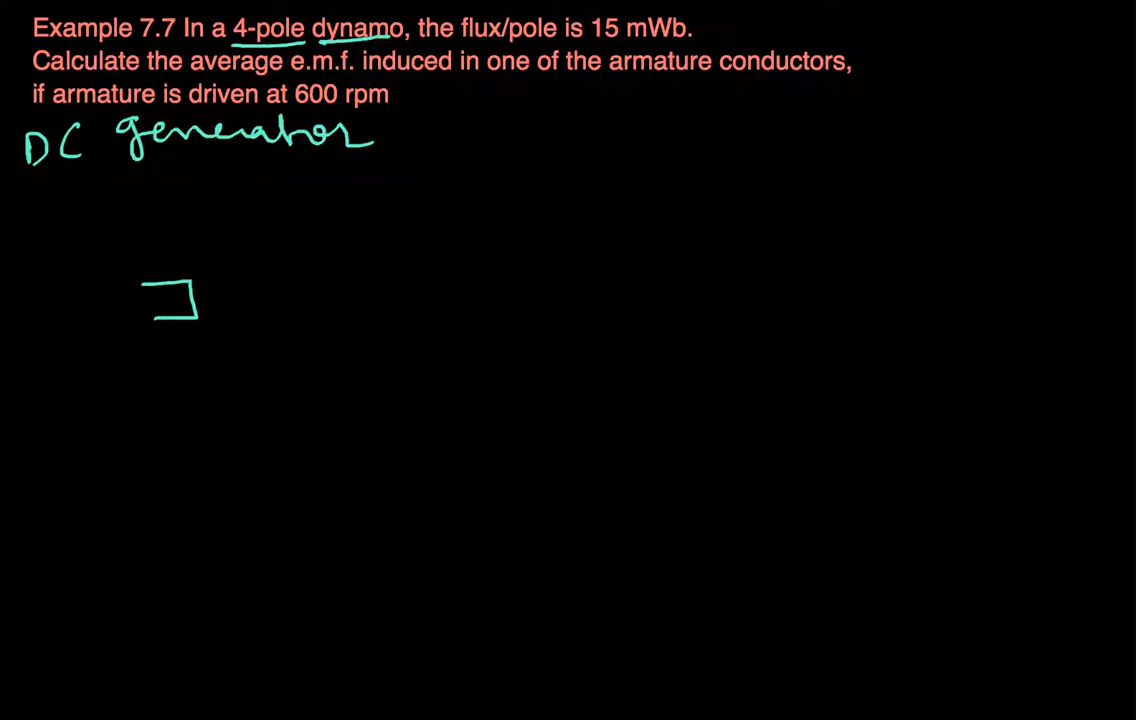 Example 7.7 In a 4-pole dynamo, the flux/pole is 15 mWb.
Calculate the average e.m.f. induced in one of the armature conductors,
if armature is driven at 600 rpm
DC generator